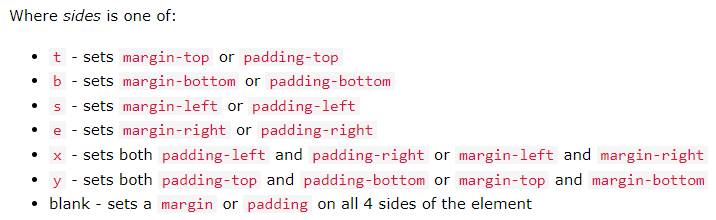 Where sides is one of:
• t - sets margin-top or padding-top
• b - sets margin-bottom or padding-bottom
• s - sets margin-left or padding-left
• e - sets margin-right or padding-right
• x - sets both padding-left and padding-right or margin-left and margin-right
• y - sets both padding-top and padding-bottom or margin-top and margin-bottom
• blank - sets a margin or padding on all 4 sides of the element